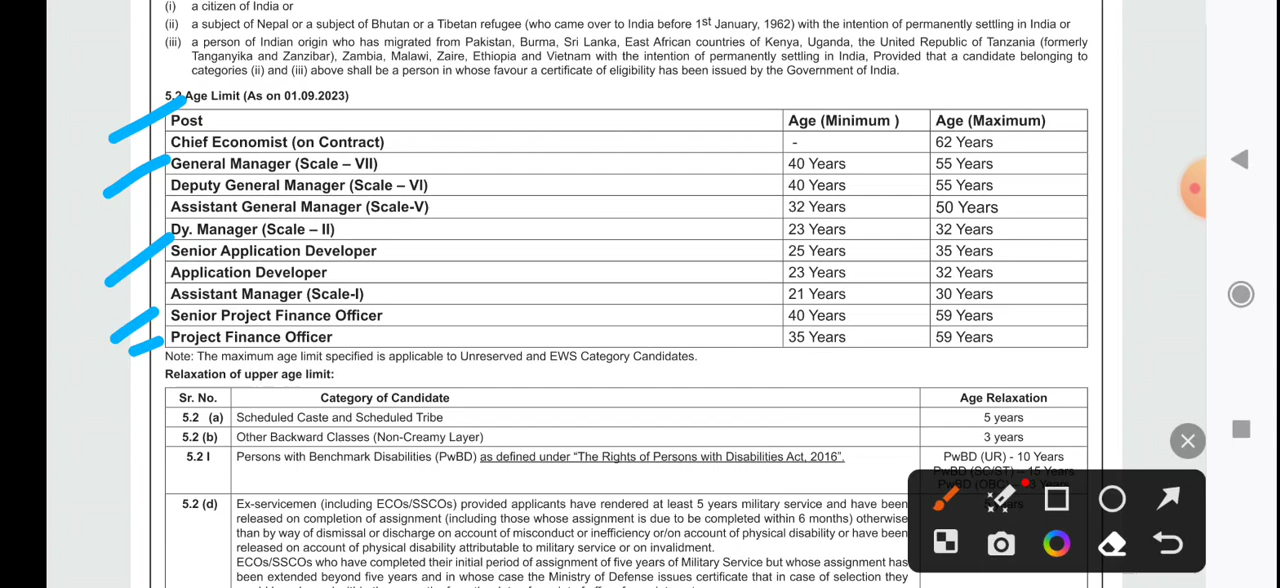 (i) a citizen of India or
(ii) a subject of Nepal or a subject of Bhutan or a Tibetan refugee (who came over to India before 1st January, 1962) with the intention of permanently settling in India or
(iii) a person of Indian origin who has migrated from Pakistan, Burma, Sri Lanka, East African countries of Kenya, Uganda, the United Republic of Tanzania (formerly
Tanganyika and Zanzibar), Zambia, Malawi, Zaire, Ethiopia and Vietnam with the intention of permanently settling in India, Provided that a candidate belonging to
categories (ii) and (iii) above shall be a person in whose favour a certificate of eligibility has been issued by the Government of India.
5.2 Age Limit (As on 01.09.2023)
Post Age (Minimum ) Age (Maximum)
Chief Economist (on Contract) - 62 Years
General Manager (Scale – VII) 40 Years 55 Years
Deputy General Manager (Scale – VI) 40 Years 55 Years
Assistant General Manager (Scale-V) 32 Years 50 Years
Dy. Manager (Scale – II) 23 Years 32 Years
Senior Application Developer 25 Years 35 Years
Application Developer 23 Years 32 Years
Assistant Manager (Scale-I) 21 Years 30 Years
Senior Project Finance Officer 40 Years 59 Years
Project Finance Officer 35 Years 59 Years
Note: The maximum age limit specified is applicable to Unreserved and EWS Category Candidates.
Relaxation of upper age limit:
Sr. No. Category of Candidate Age Relaxation
5.2 (a) Scheduled Caste and Scheduled Tribe 5 years
5.2 (b) Other Backward Classes (Non-Creamy Layer) 3 years
5.2 I Persons with Benchmark Disabilities (PwBD) as defined under “The Rights of Persons with Disabilities Act, 2016”. PwBD (UR) - 10 Years
PwBD (SC/ST) - 15 Years
PwBD (OBC)
5.2 (d) Ex-servicemen (including ECOs/SSCOs) provided applicants have rendered at least 5 years military service and have been
released on completion of assignment (including those whose assignment is due to be completed within 6 months) otherwise
than by way of dismissal or discharge on account of misconduct or inefficiency or/on account of physical disability or have been
released on account of physical disability attributable to military service or on invalidment.
ECOs/SSCOs who have completed their initial period of assignment of five years of Military Service but whose assignment has
been extended beyond five years and in whose case the Ministry of Defense issues certificate that in case of selection they